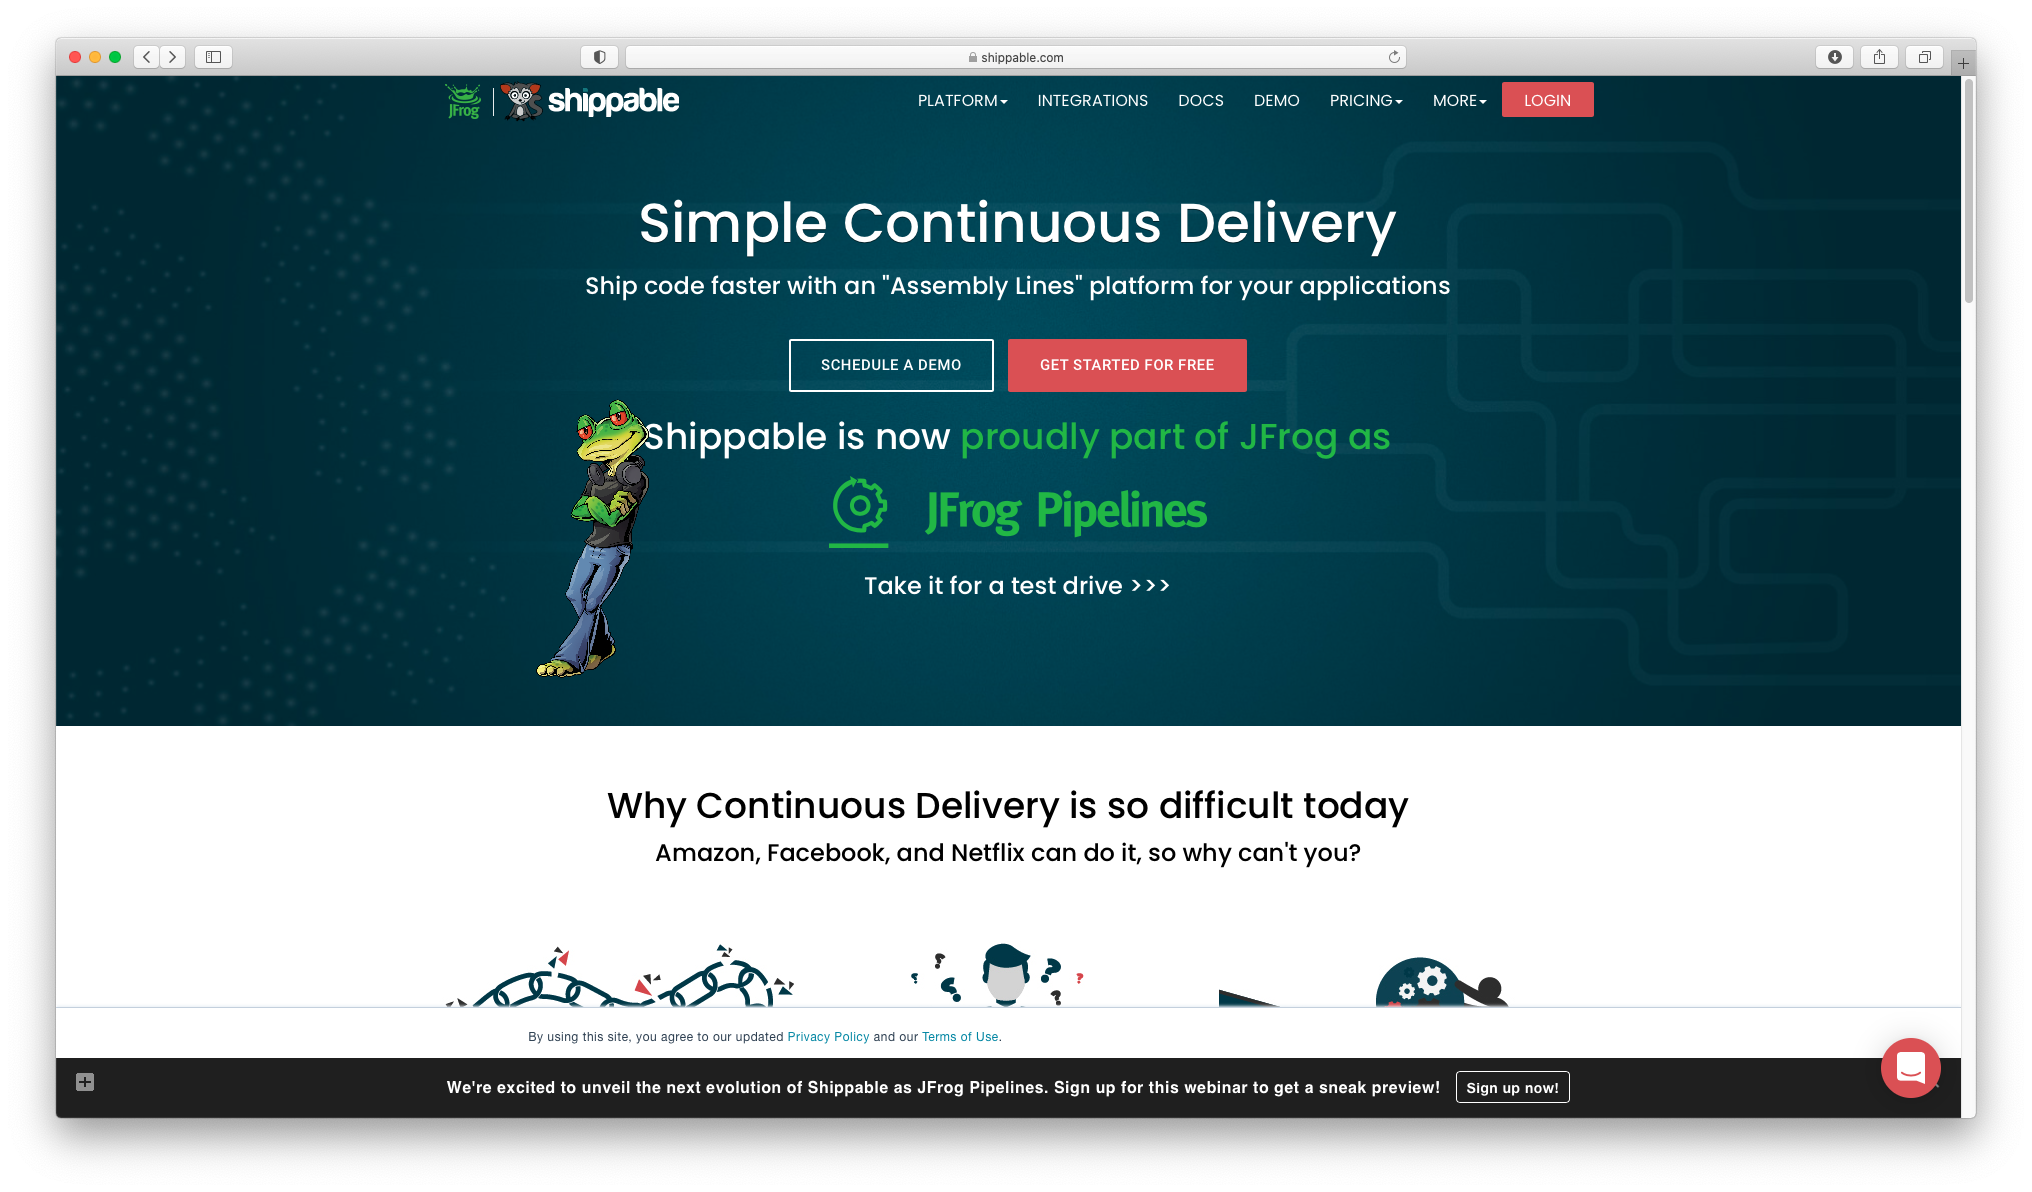 shippable.com
JFrog
shippable
PLATFORM
INTEGRATIONS
DOCS
DEMO
PRICING
MORE
LOGIN
Simple Continuous Delivery
Ship code faster with an "Assembly Lines" platform for your applications
SCHEDULE A DEMO
GET STARTED FOR FREE
Shippable is now proudly part of JFrog as
JFrog Pipelines
Take it for a test drive >>>
Why Continuous Delivery is so difficult today
Amazon, Facebook, and Netflix can do it, so why can't you?
? ? ? ? ? ?
By using this site, you agree to our updated Privacy Policy and our Terms of Use.
We're excited to unveil the next evolution of Shippable as JFrog Pipelines. Sign up for this webinar to get a sneak preview!
Sign up now!